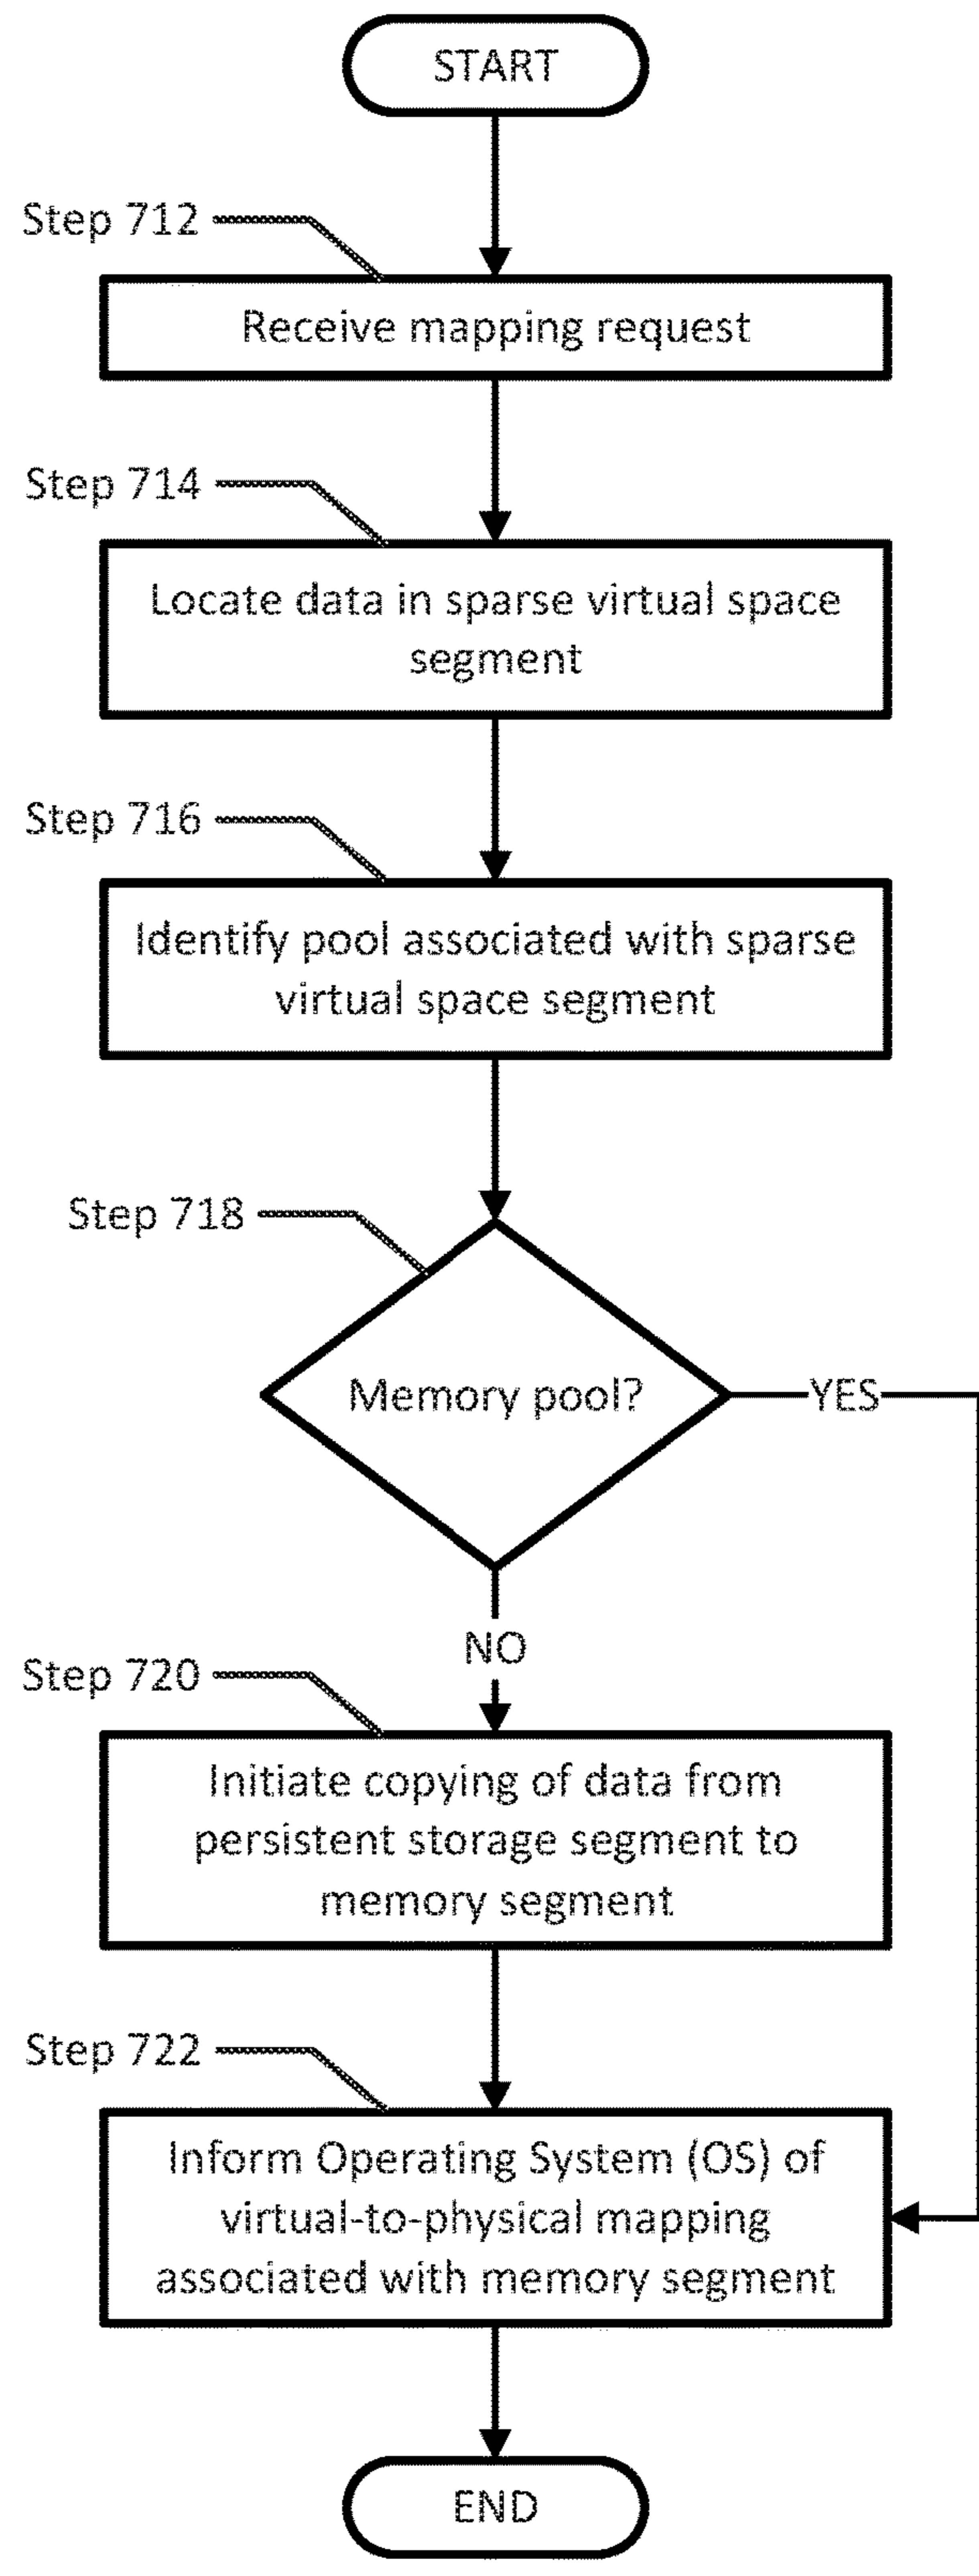 START
Step 712
Receive mapping request
Step 714
Locate data in sparse virtual space
segment
Step 716
Identify pool associated with sparse
virtual space segment
Step 718
Memory pool?
YES
NO
Step 720
Initiate copying of data from
persistent storage segment to
memory segment
Step 722
Inform Operating System (OS) of
virtual-to-physical mapping
associated with memory segment
END